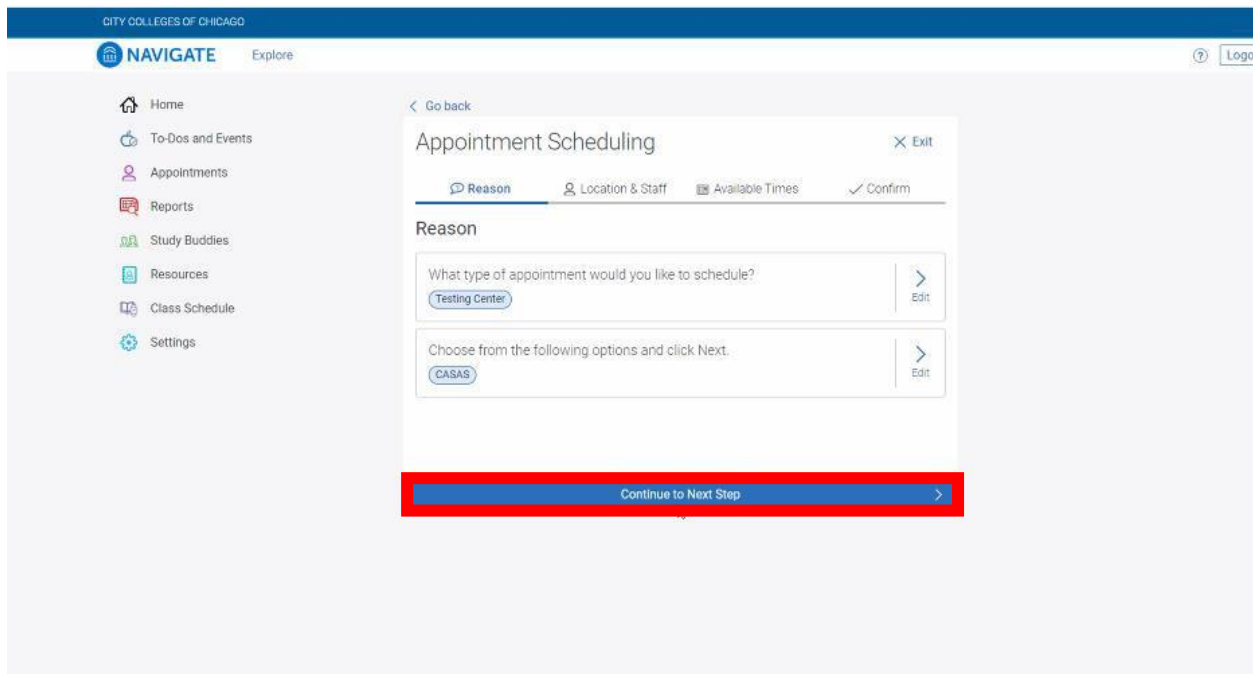 CITY COLLEGES OF CHICAGO
NAVIGATE Explore Logo
Home
To-Dos and Events
Appointments
Reports
Study Buddies
Resources
Class Schedule
Settings
Go back
Appointment Scheduling Exit
Reason Location & Staff Available Times Confirm
Reason
What type of appointment would you like to schedule?
Testing Center Edit
Choose from the following options and click Next.
CASAS Edit
Continue to Next Step